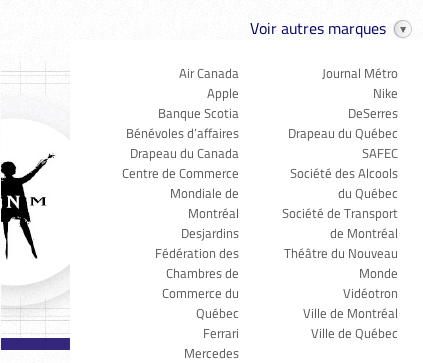 Voir autres marques
Air Canada
Apple
Banque Scotia
Bénévoles d'affaires
Drapeau du Canada
Centre de Commerce
Mondiale de
Montréal
Desjardins
Fédération des
Chambres de
Commerce du
Québec
Ferrari
Mercedes
Journal Métro
Nike
DeSerres
Drapeau du Québec
SAFEC
Société des Alcools
du Québec
Société de Transport
de Montréal
Théâtre du Nouveau
Monde
Vidéotron
Ville de Montréal
Ville de Québec
NM